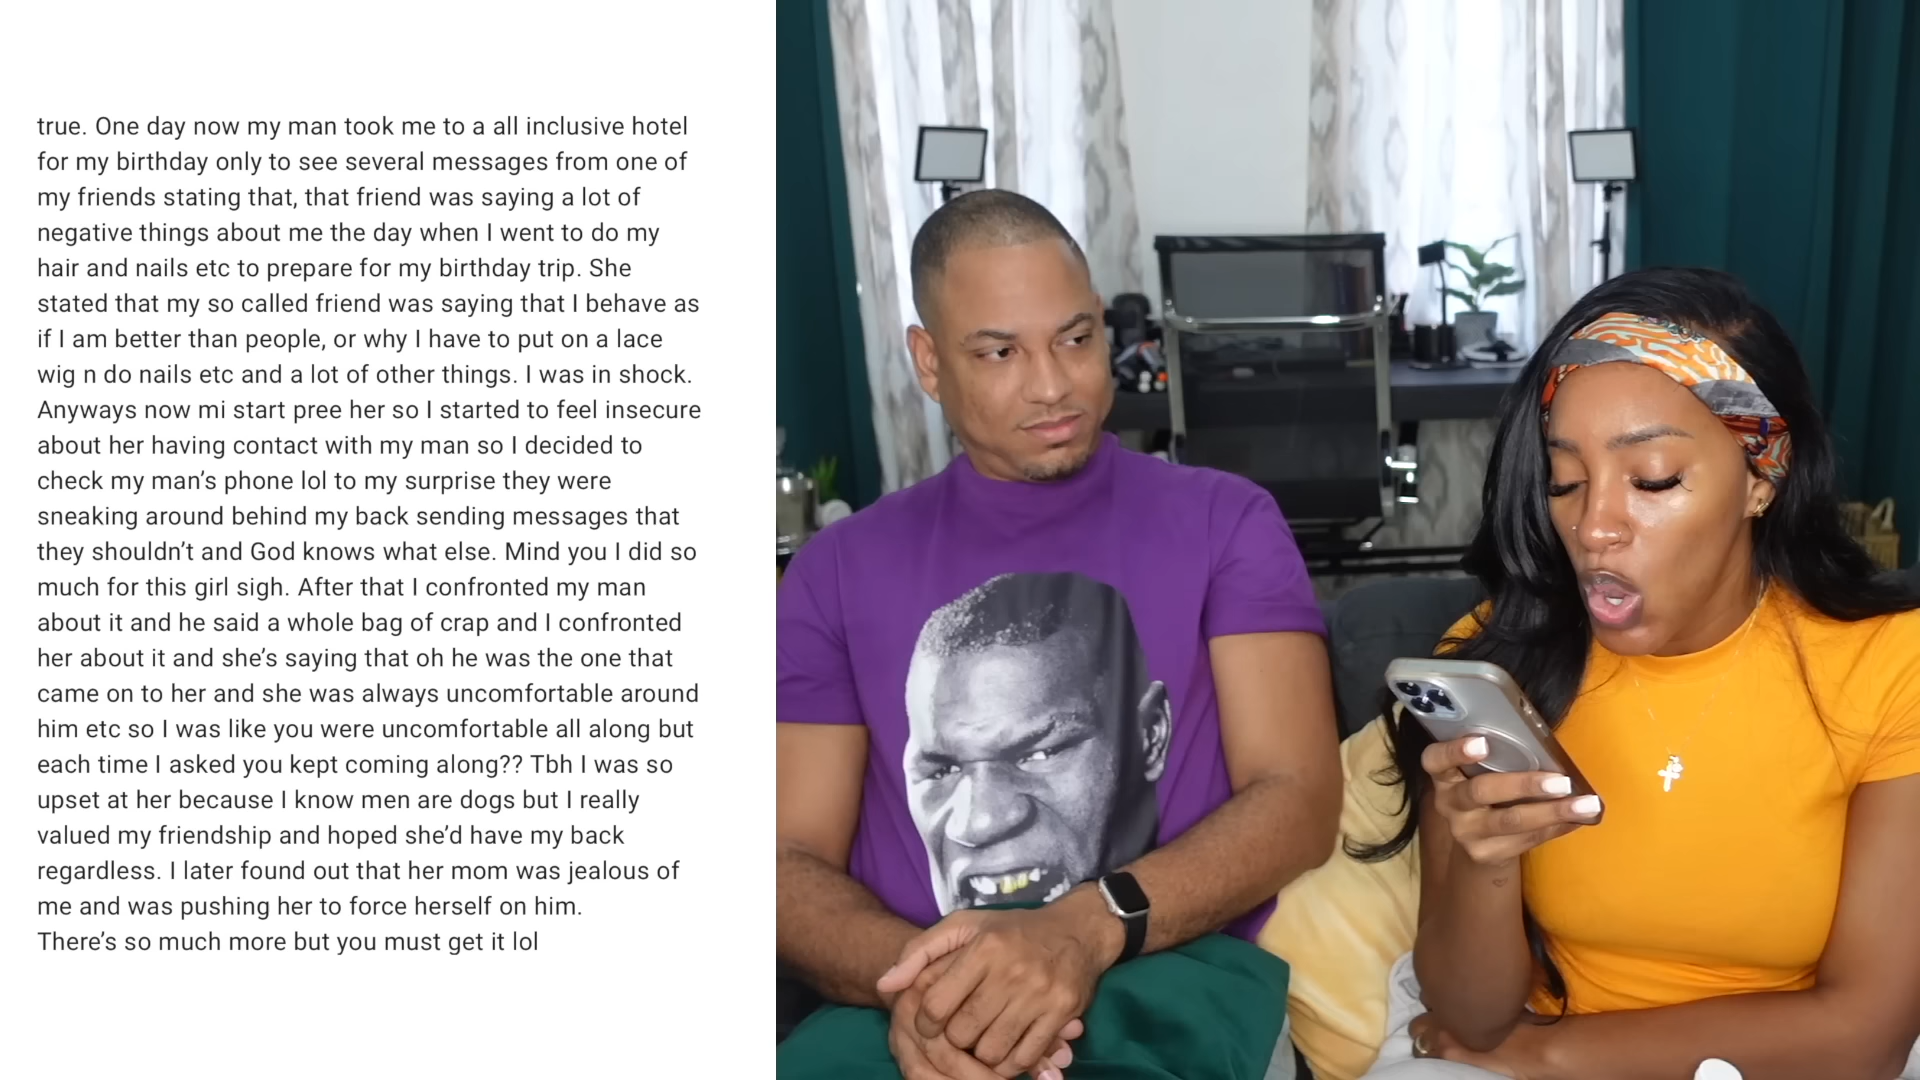 true. One day now my man took me to a all inclusive hotel
for my birthday only to see several messages from one of
my friends stating that, that friend was saying a lot of
negative things about me the day when I went to do my
hair and nails etc to prepare for my birthday trip. She
stated that my so called friend was saying that I behave as
if I am better than people, or why I have to put on a lace
wig n do nails etc and a lot of other things. I was in shock.
Anyways now mi start pree her so I started to feel insecure
about her having contact with my man so I decided to
check my man’s phone lol to my surprise they were
sneaking around behind my back sending messages that
they shouldn’t and God knows what else. Mind you I did so
much for this girl sigh. After that I confronted my man
about it and he said a whole bag of crap and I confronted
her about it and she’s saying that oh he was the one that
came on to her and she was always uncomfortable around
him etc so I was like you were uncomfortable all along but
each time I asked you kept coming along?? Tbh I was so
upset at her because I know men are dogs but I really
valued my friendship and hoped she’d have my back
regardless. I later found out that her mom was jealous of
me and was pushing her to force herself on him.
There’s so much more but you must get it lol